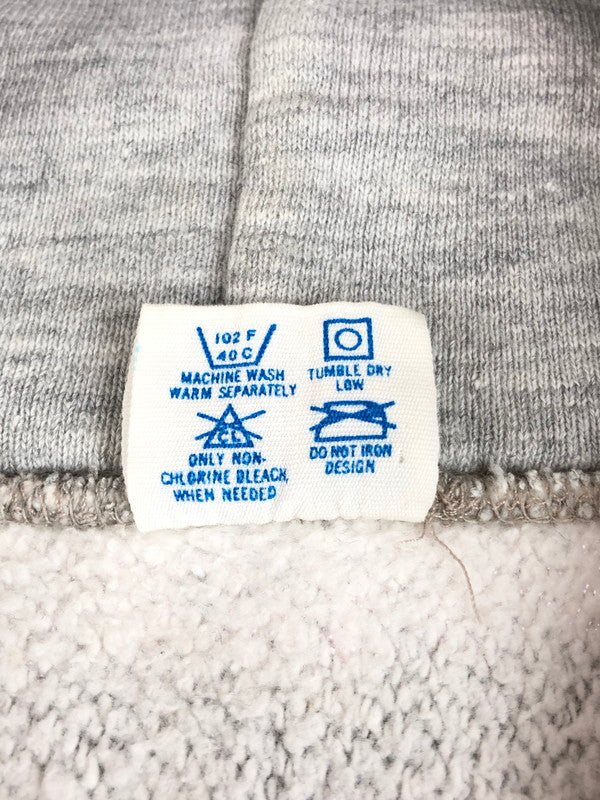 102 F
40 C
MACHINE WASH
WARM SEPARATELY
TUMBLE DRY
LOW
CL
ONLY NON-
CHLORINE BLEACH,
WHEN NEEDED
DO NOT IRON
DESIGN